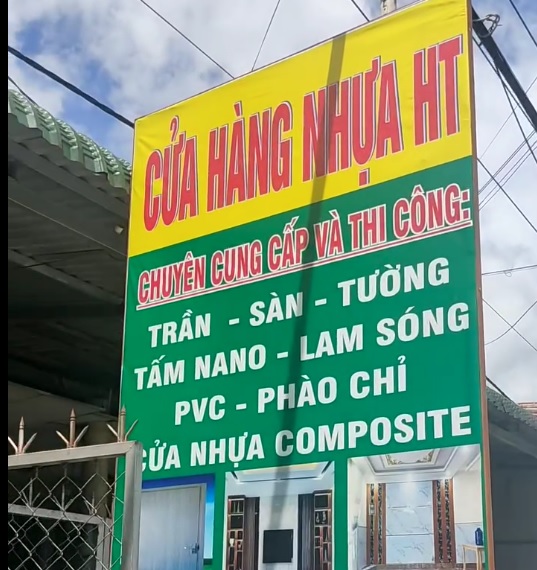 CỬA HÀNG NHỰA HT
CHUYÊN CUNG CẤP VÀ THI CÔNG:
TRẦN - SÀN - TƯỜNG
TẤM NANO - LAM SÓNG
PVC - PHÀO CHỈ
CỬA NHỰA COMPOSITE